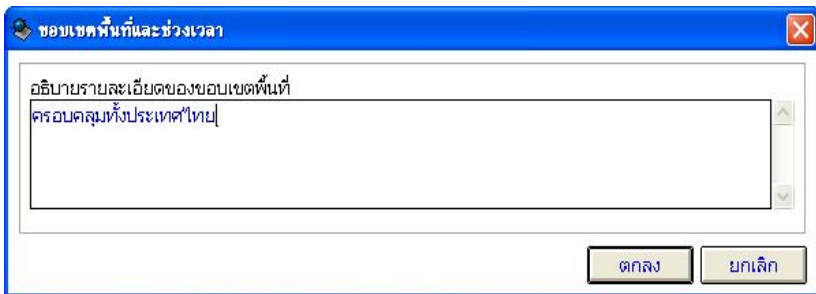 ขอบเขตพื้นที่และช่วงเวลา
อธิบายรายละเอียดของขอบเขตพื้นที่
ครอบคลุมทั้งประเทศไทย
ตกลง
ยกเลิก